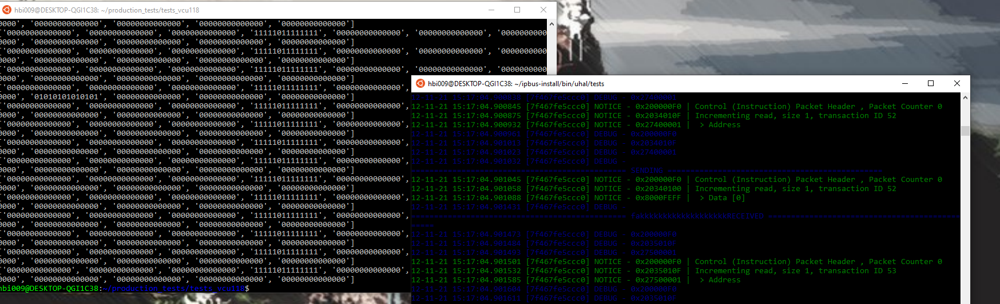 hbi009@DESKTOP-QGI1C38: ~/production_tests/tests_vcu118
0000', '00000000000000', '00000000000000', '00000000000000', '00000000000000']
['00000000000000', '00000000000000', '00000000000000', '11111011111111', '00000000000000', '00000000000000', '0000000
0000', '00000000000000', '00000000000000', '00000000000000', '00000000000000']
['00000000000000', '00000000000000', '00000000000000', '11111011111111', '00000000000000', '00000000000000', '0000000
0000', '00000000000000', '00000000000000', '00000000000000', '00000000000000']
['00000000000000', '00000000000000', '00000000000000', '11111011111111', '00000000000000', '00000000000000', '0000000
0000', '00000000000000', '00000000000000', '00000000000000', '00000000000000']
['00000000000000', '00000000000000', '00000000000000', '11111011111111', '00000000000000',
0000', '01010101010101', '00000000000000', '00000000000000', '00000000000000']
['00000000000000', '00000000000000', '00000000000000', '11111011111111', '00000000000000',
0000', '00000000000000', '00000000000000', '00000000000000', '00000000000000']
['00000000000000', '00000000000000', '00000000000000', '11111011111111', '00000000000000',
0000', '00000000000000', '00000000000000', '00000000000000', '00000000000000']
['00000000000000', '00000000000000', '00000000000000', '11111011111111', '00000000000000',
0000', '00000000000000', '00000000000000', '00000000000000', '00000000000000']
['00000000000000', '00000000000000', '00000000000000', '11111011111111', '00000000000000',
0000', '00000000000000', '00000000000000', '00000000000000', '00000000000000']
['00000000000000', '00000000000000', '00000000000000', '11111011111111', '00000000000000',
0000', '00000000000000', '00000000000000', '00000000000000', '00000000000000']
['00000000000000', '00000000000000', '00000000000000', '11111011111111', '00000000000000',
0000', '00000000000000', '00000000000000', '00000000000000', '00000000000000']
['00000000000000', '00000000000000', '00000000000000', '11111011111111', '00000000000000',
0000', '00000000000000', '00000000000000', '00000000000000', '00000000000000']
['00000000000000', '00000000000000', '00000000000000', '11111011111111', '00000000000000',
0000', '00000000000000', '00000000000000', '00000000000000', '00000000000000']
['00000000000000', '00000000000000', '00000000000000', '11111011111111', '00000000000000',
0000', '00000000000000', '00000000000000', '00000000000000', '00000000000000']
['00000000000000', '00000000000000', '00000000000000', '11111011111111', '00000000000000',
0000', '00000000000000', '00000000000000', '00000000000000', '00000000000000']
hbi009@DESKTOP-QGI1C38:~/production_tests/tests_vcu118$
hbi009@DESKTOP-QGI1C38: ~/ipbus-install/bin/uhal/tests
12-11-21 15:17:04.900838 [7f467fe5ccc0] DEBUG - 0x27400001
12-11-21 15:17:04.900845 [7f467fe5ccc0] NOTICE - 0x200000F0 | Control (Instruction) Packet Header , Packet Counter 0
12-11-21 15:17:04.900875 [7f467fe5ccc0] NOTICE - 0x2034010F | Incrementing read, size 1, transaction ID 52
12-11-21 15:17:04.900932 [7f467fe5ccc0] NOTICE - 0x27400001 |  > Address
12-11-21 15:17:04.900961 [7f467fe5ccc0] DEBUG - 0x200000F0
12-11-21 15:17:04.901013 [7f467fe5ccc0] DEBUG - 0x2034010F
12-11-21 15:17:04.901023 [7f467fe5ccc0] DEBUG - 0x27400001
12-11-21 15:17:04.901032 [7f467fe5ccc0] DEBUG -
=============================================== SENDING ===============================================
12-11-21 15:17:04.901045 [7f467fe5ccc0] NOTICE - 0x200000F0 | Control (Instruction) Packet Header , Packet Counter 0
12-11-21 15:17:04.901058 [7f467fe5ccc0] NOTICE - 0x20340100 | Incrementing read, size 1, transaction ID 52
12-11-21 15:17:04.901088 [7f467fe5ccc0] NOTICE - 0x8000FEFF |  > Data [0]
12-11-21 15:17:04.901431 [7f467fe5ccc0] DEBUG -
=============================================== fakkkkkkkkkkkkkkkkkkkRECEIVED ==========================================
=====
12-11-21 15:17:04.901473 [7f467fe5ccc0] DEBUG - 0x200000F0
12-11-21 15:17:04.901484 [7f467fe5ccc0] DEBUG - 0x2035010F
12-11-21 15:17:04.901493 [7f467fe5ccc0] DEBUG - 0x27500001
12-11-21 15:17:04.901501 [7f467fe5ccc0] NOTICE - 0x200000F0 | Control (Instruction) Packet Header , Packet Counter 0
12-11-21 15:17:04.901532 [7f467fe5ccc0] NOTICE - 0x2035010F | Incrementing read, size 1, transaction ID 53
12-11-21 15:17:04.901585 [7f467fe5ccc0] NOTICE - 0x27500001 |  > Address
12-11-21 15:17:04.901604 [7f467fe5ccc0] DEBUG - 0x200000F0
12-11-21 15:17:04.901611 [7f467fe5ccc0] DEBUG - 0x2035010F